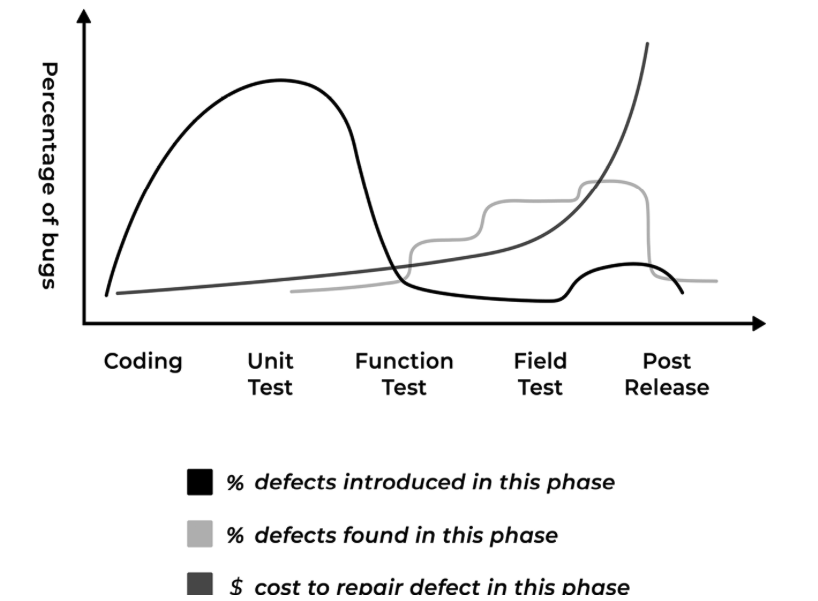 Percentage of bugs
Coding
Unit
Test
Function
Test
Field
Test
Post
Release
% defects introduced in this phase
% defects found in this phase
$ cost to repair defect in this phase